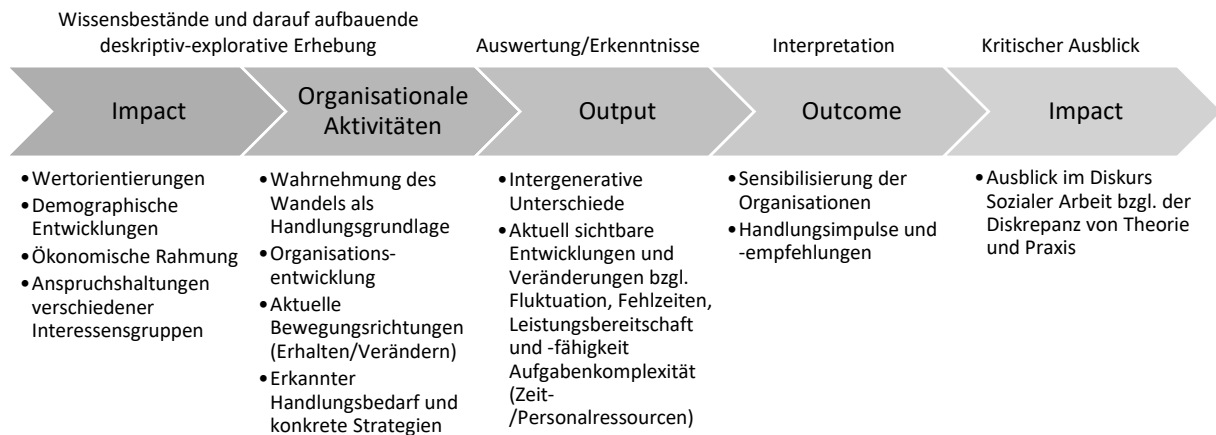 Wissensbestände und darauf aufbauende
deskriptiv-explorative Erhebung
Auswertung/Erkenntnisse
Interpretation
Kritischer Ausblick
Impact
Organisationale
Aktivitäten
Output
Outcome
Impact
•Wertorientierungen
•Demographische
Entwicklungen
•Ökonomische Rahmung
•Anspruchshaltungen
verschiedener
Interessensgruppen
•Wahrnehmung des
Wandels als
Handlungsgrundlage
•Organisations-
entwicklung
•Aktuelle
Bewegungsrichtungen
(Erhalten/Verändern)
•Erkannter
Handlungsbedarf und
konkrete Strategien
•Intergenerative
Unterschiede
•Aktuell sichtbare
Entwicklungen und
Veränderungen bzgl.
Fluktuation, Fehlzeiten,
Leistungsbereitschaft
und -fähigkeit
Aufgabenkomplexität
(Zeit-
/Personalressourcen)
•Sensibilisierung der
Organisationen
•Handlungsimpulse und
-empfehlungen
•Ausblick im Diskurs
Sozialer Arbeit bzgl. der
Diskrepanz von Theorie
und Praxis